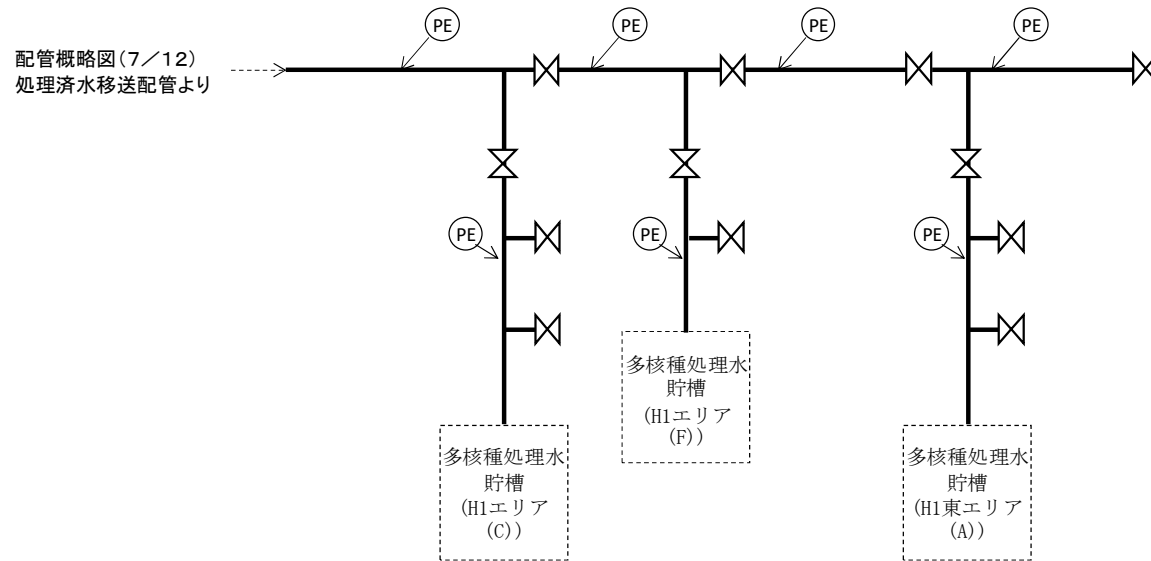 PE
PE
PE
PE
配管概略図(7／12)
処理済水移送配管より
PE
PE
PE
多核種処理水
貯槽
(H1エリア
(F))
多核種処理水
貯槽
(H1エリア
(C))
多核種処理水
貯槽
(H1東エリア
(A))